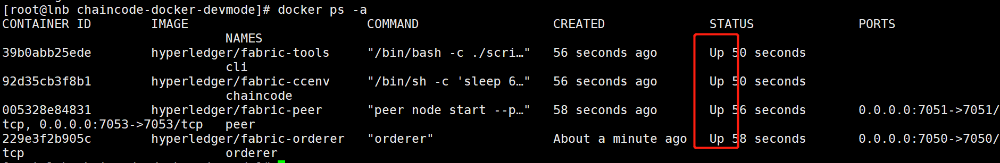 [root@lnb chaincode-docker-devmode]# docker ps -a
CONTAINER ID        IMAGE                        COMMAND                  CREATED              STATUS              PORTS
                              NAMES
39b0abb25ede        hyperledger/fabric-tools     "/bin/bash -c ./scri…"   56 seconds ago       Up 50 seconds
                              cli
92d35cb3f8b1        hyperledger/fabric-ccenv     "/bin/sh -c 'sleep 6…"   56 seconds ago       Up 50 seconds
                              chaincode
005328e84831        hyperledger/fabric-peer      "peer node start --p…"   58 seconds ago       Up 56 seconds       0.0.0.0:7051->7051/
tcp, 0.0.0.0:7053->7053/tcp   peer
229e3f2b905c        hyperledger/fabric-orderer   "orderer"                About a minute ago   Up 58 seconds       0.0.0.0:7050->7050/
tcp                           orderer